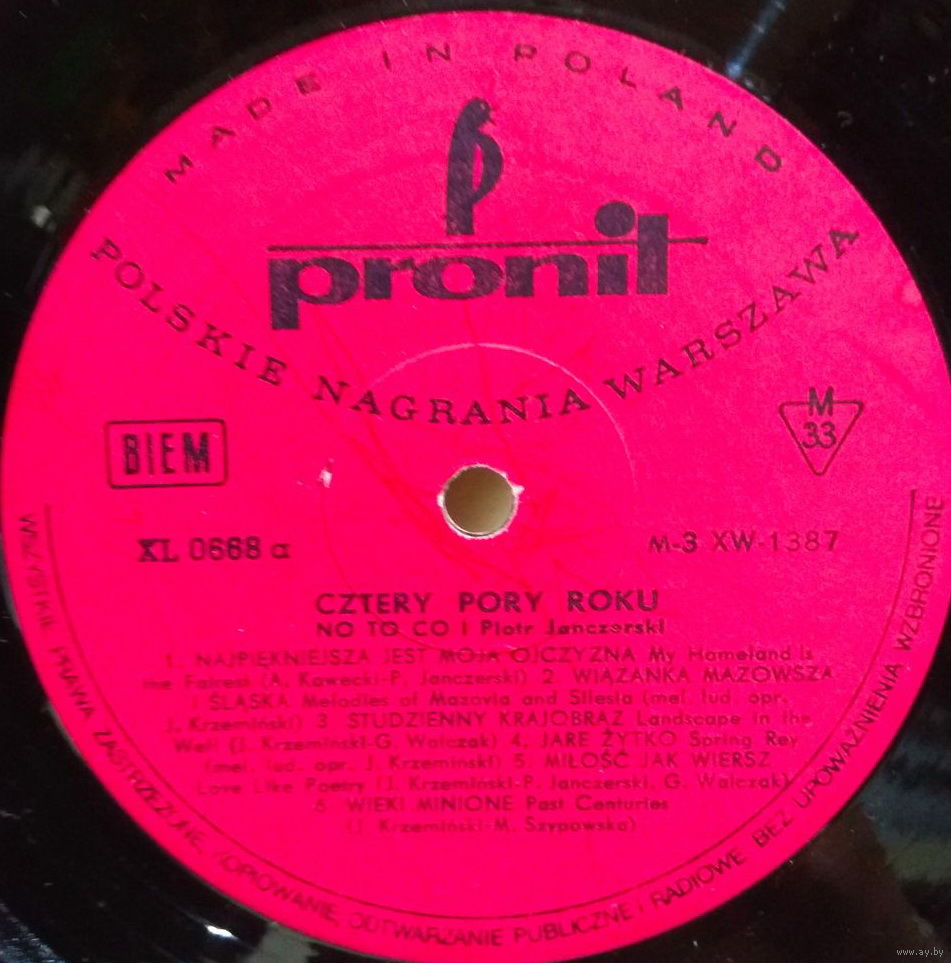 MADE IN POLAND
pronit
POLSKIE NAGRANIA WARSZAWA
BIEM
M
33
XL 0668 a
M-3 XW-1387
CZTERY PORY ROKU
NO TO CO i Piotr Janczerski
1. NAJPIĘKNIEJSZA JEST MOJA OJCZYZNA My Homeland is
the Fairest (A. Kawecki-P. Janczerski) 2. WIĄZANKA MAZOWSZA
I ŚLĄSKA Melodies of Mazovia and Silesia (mel. lud. opr.
J. Krzemiński) 3. STUDZIENNY KRAJOBRAZ Landscape in the
Well (J. Krzemiński-G. Walczak) 4. JARE ŻYTKO Spring Rey
(mel. lud. opr. J. Krzemiński) 5. MIŁOŚĆ JAK WIERSZ
Love Like Poetry (J. Krzemiński-P. Janczerski, G. Walczak)
6. WIEKI MINIONE Past Centuries
(J. Krzemiński-M. Szypowska)
WSZYSTKIE PRAWA ZASTRZEŻONE, KOPIOWANIE, ODTWARZANIE PUBLICZNE i RADIOWE BEZ UPOWAŻNIENIA WZBRONIONE
www.ay.by